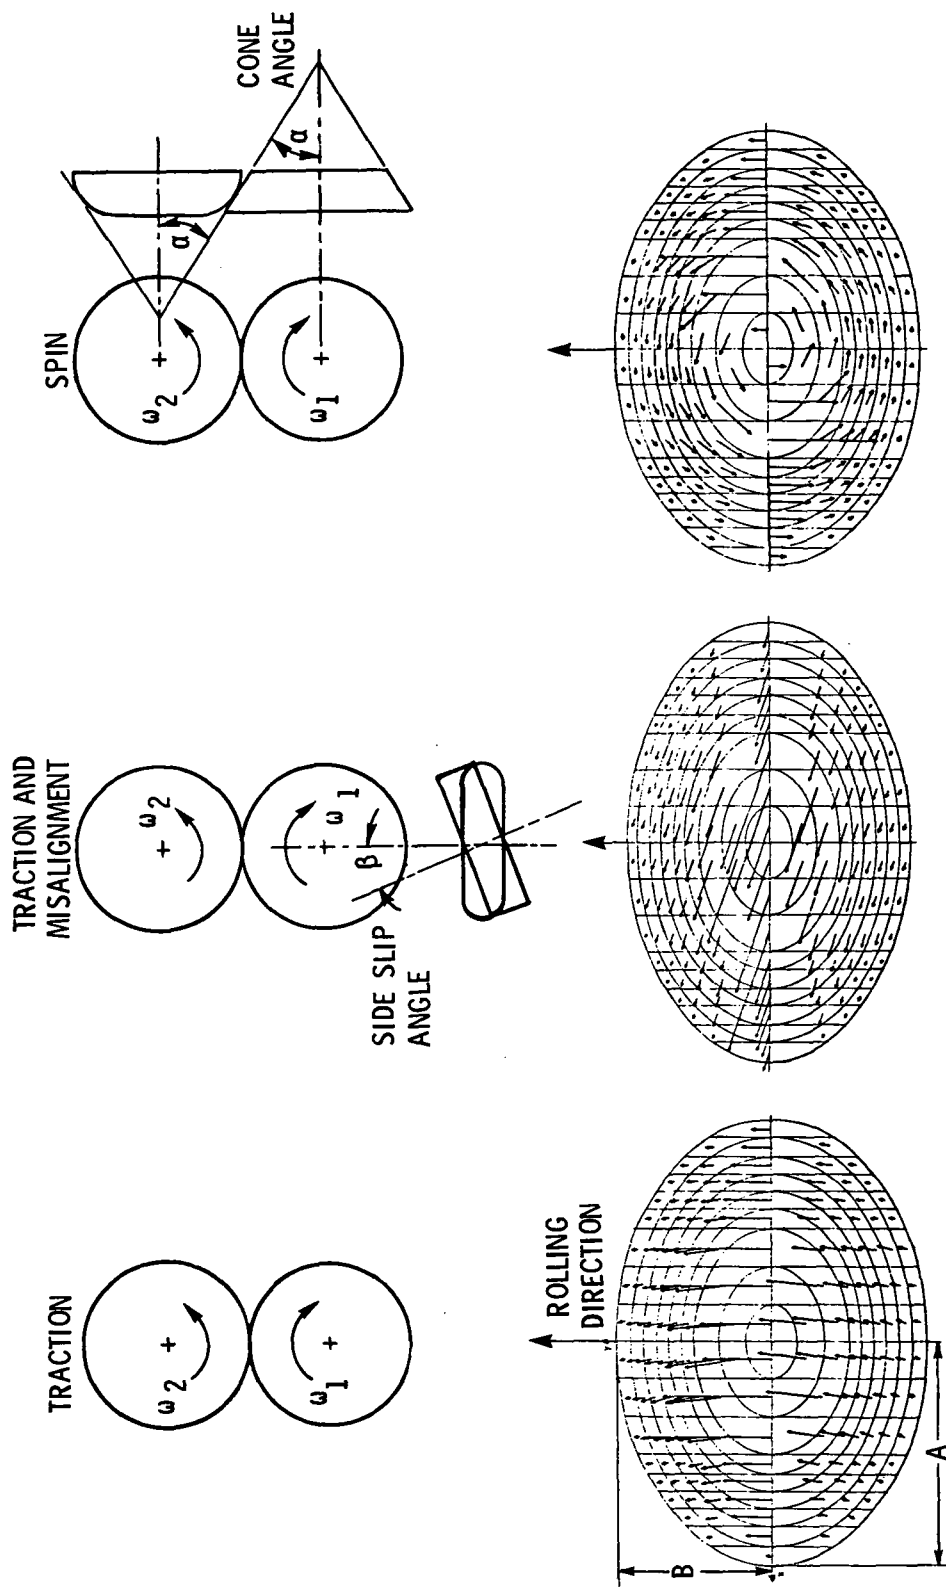 TRACTION
ω2
ω1
ROLLING
DIRECTION
B
A
TRACTION AND
MISALIGNMENT
ω2
ω1
β
SIDE SLIP
ANGLE
SPIN
ω2
ω1
α
CONE
ANGLE
α